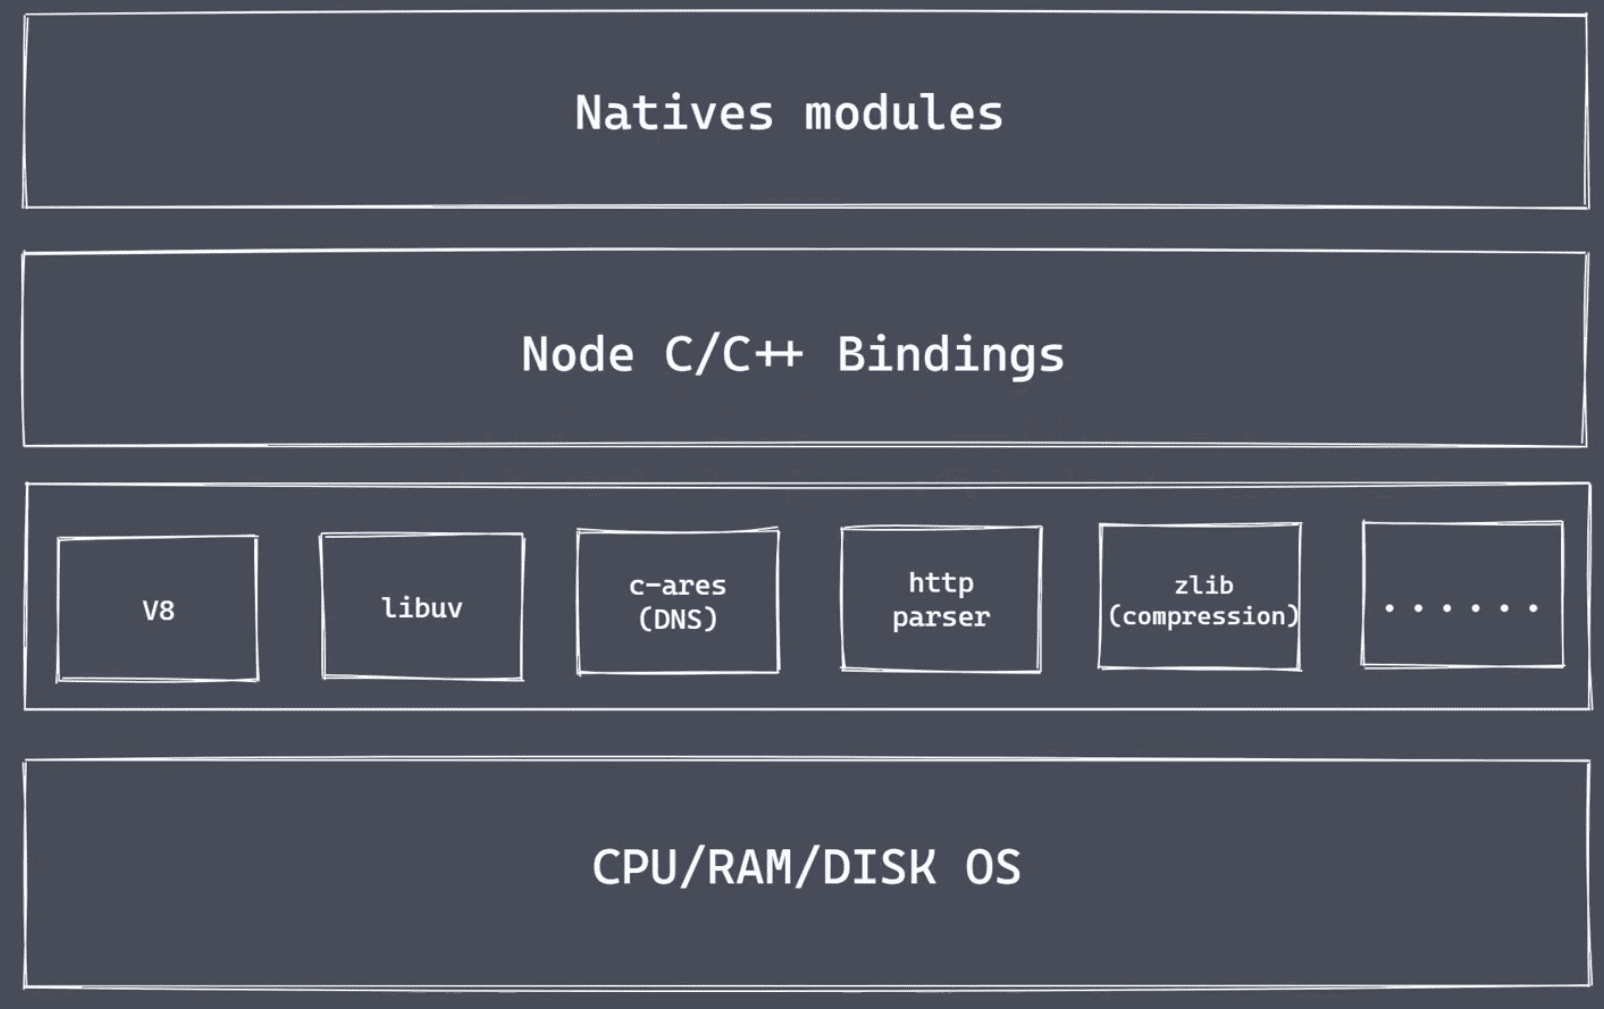 Natives modules
Node C/C++ Bindings
V8
libuv
c-ares
(DNS)
http
parser
zlib
(compression)
......
CPU/RAM/DISK OS